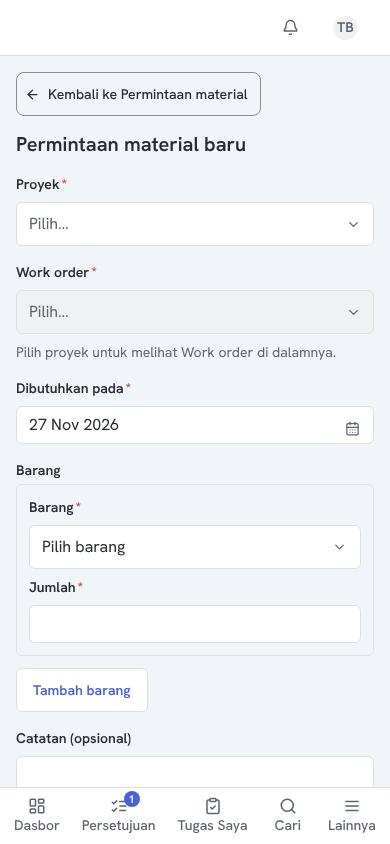 TB
Kembali ke Permintaan material
Permintaan material baru
Proyek *
Pilih...
Work order *
Pilih...
Pilih proyek untuk melihat Work order di dalamnya.
Dibutuhkan pada *
27 Nov 2026
Barang
Barang *
Pilih barang
Jumlah *
Tambah barang
Catatan (opsional)
1
Dasbor Persetujuan Tugas Saya Cari Lainnya